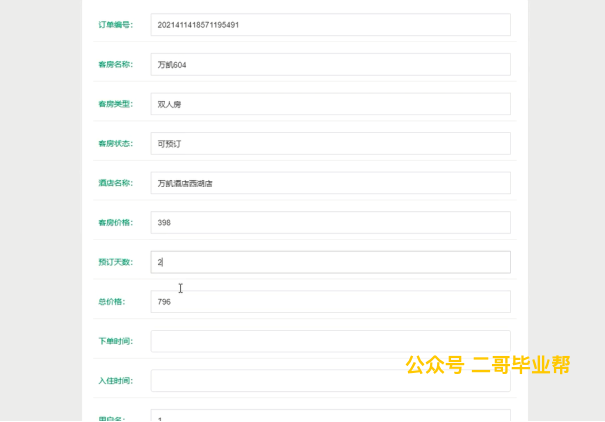 订单编号: 2021411418571195491
客房名称: 万凯604
客房类型: 双人房
客房状态: 可预订
酒店名称: 万凯酒店西湖店
客房价格: 398
预订天数: 2
总价格: 796
下单时间:
公众号 二哥毕业帮
入住时间:
用户名: 1